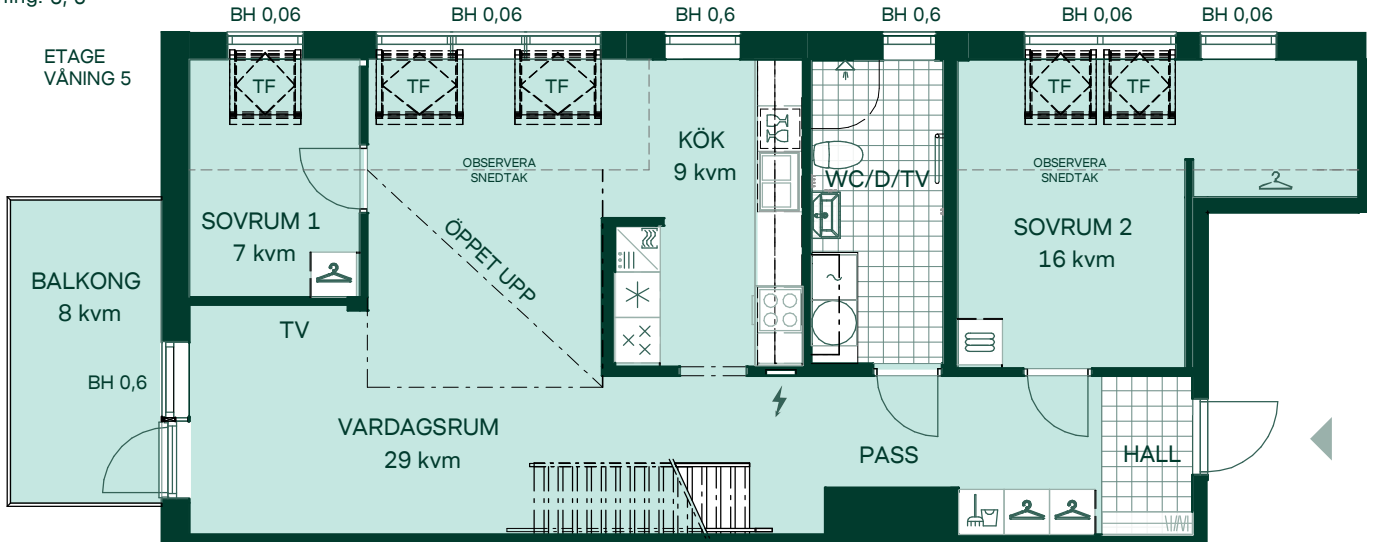 BH 0,06
BH 0,06
BH 0,6
BH 0,6
BH 0,06
BH 0,06
ETAGE
VÅNING 5
TF
TF
TF
TF
TF
KÖK
9 kvm
OBSERVERA
SNEDTAK
WC/D/TV
OBSERVERA
SNEDTAK
SOVRUM 1
7 kvm
ÖPPET UPP
SOVRUM 2
16 kvm
BALKONG
8 kvm
TV
BH 0,6
VARDAGSRUM
29 kvm
PASS
HALL